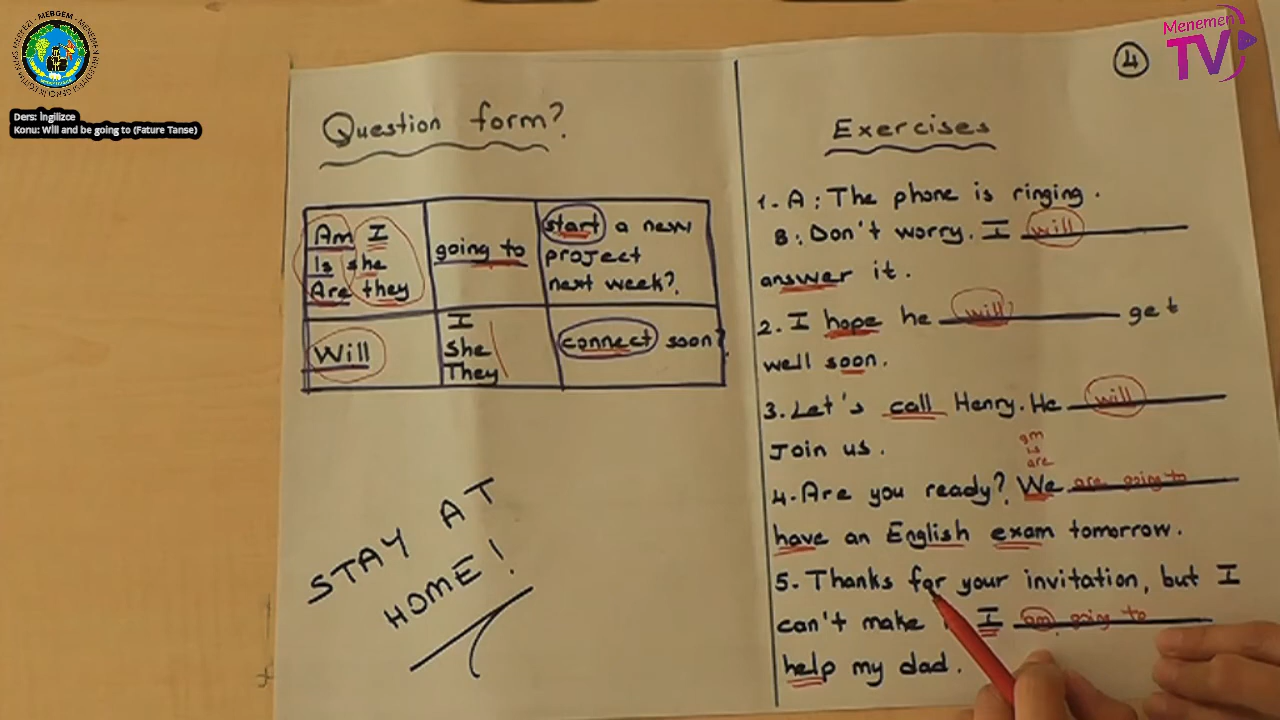 MEBGEM
Menemen
TV
Ders: İngilizce
Konu: Will and be going to (Fature Tanse)
4
Question form?
Am I
Is she
Are they
going to
start a new
project
next week?
Will
I
She
They
connect soon?
STAY AT
HOME!
Exercises
1- A: The phone is ringing.
B: Don't worry. I will
answer it.
2. I hope he will get
well soon.
3. Let's call Henry. He will
Join us.
am
is
are
4. Are you ready? We are going to
have an English exam tomorrow.
5. Thanks for your invitation, but I
can't make I am going to
help my dad.